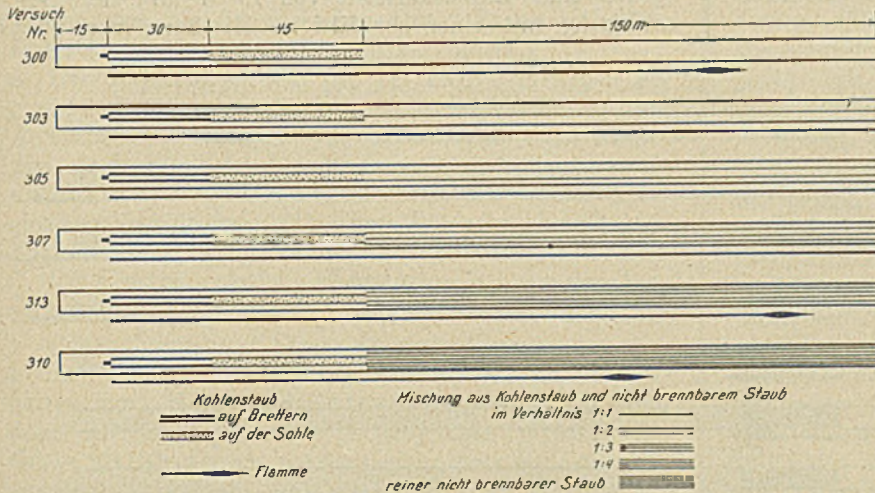 Versuch
Nr. 15 30 45 150 m
300
303
305
307
313
310
Kohlenstaub
auf Brettern
auf der Sohle
Flamme
Mischung aus Kohlenstaub und nicht brennbarem Staub
im Verhältnis 1:1
1:2
1:3
1:4
reiner nicht brennbarer Staub